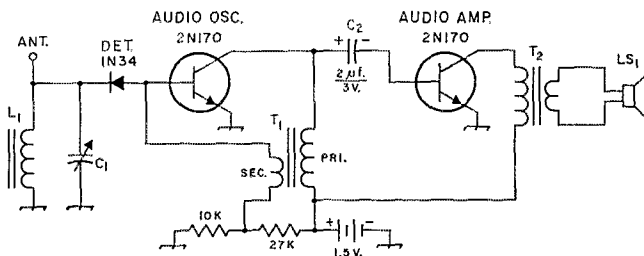 ANT.
DET.
1N34
AUDIO OSC.
2N170
C2
+ -
2 µf.
3V.
AUDIO AMP.
2N170
T2
LS1
L1
C1
T1
SEC.
PRI.
10K
27K
+ -
1.5V.